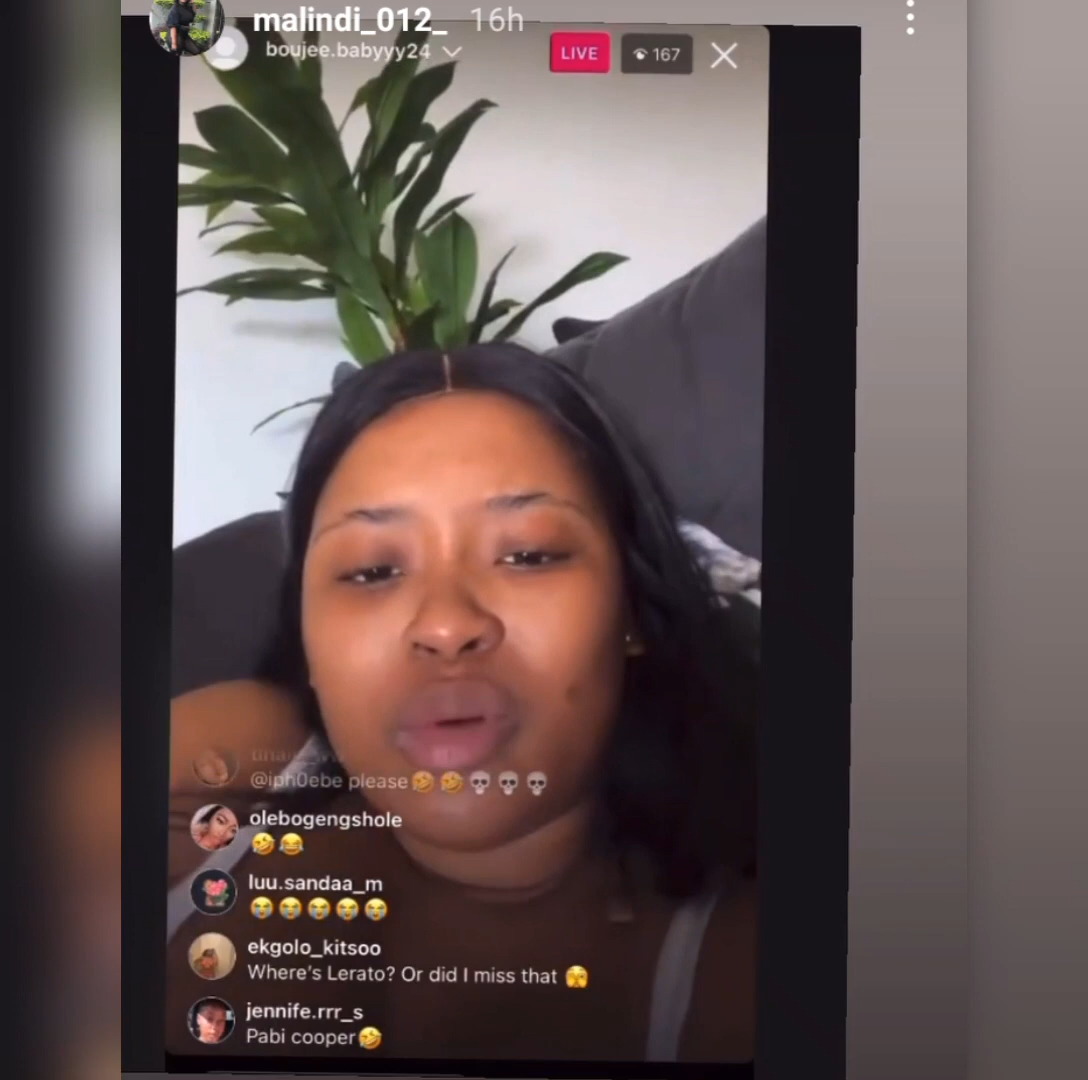 malindi_012_ 16h
boujee.babyyy24
LIVE
167
@iph0ebe please🤣🤣💀💀💀
olebogengshole
🤣😂
luu.sandaa_m
😭😭😭😭😭
ekgolo_kitsoo
Where's Lerato? Or did I miss that 🫣
jennife.rrr_s
Pabi cooper🤣